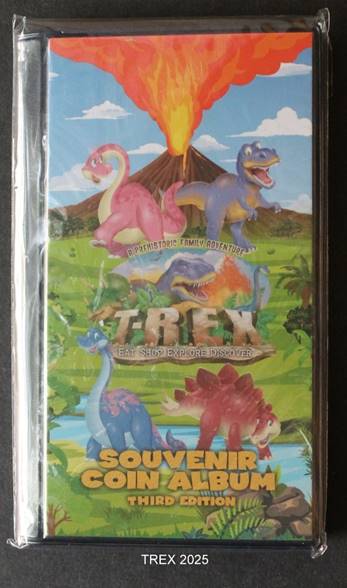 A PREHISTORIC FAMILY ADVENTURE
T-REX
EAT SHOP EXPLORE DISCOVER
SOUVENIR
COIN ALBUM
THIRD EDITION
TREX 2025